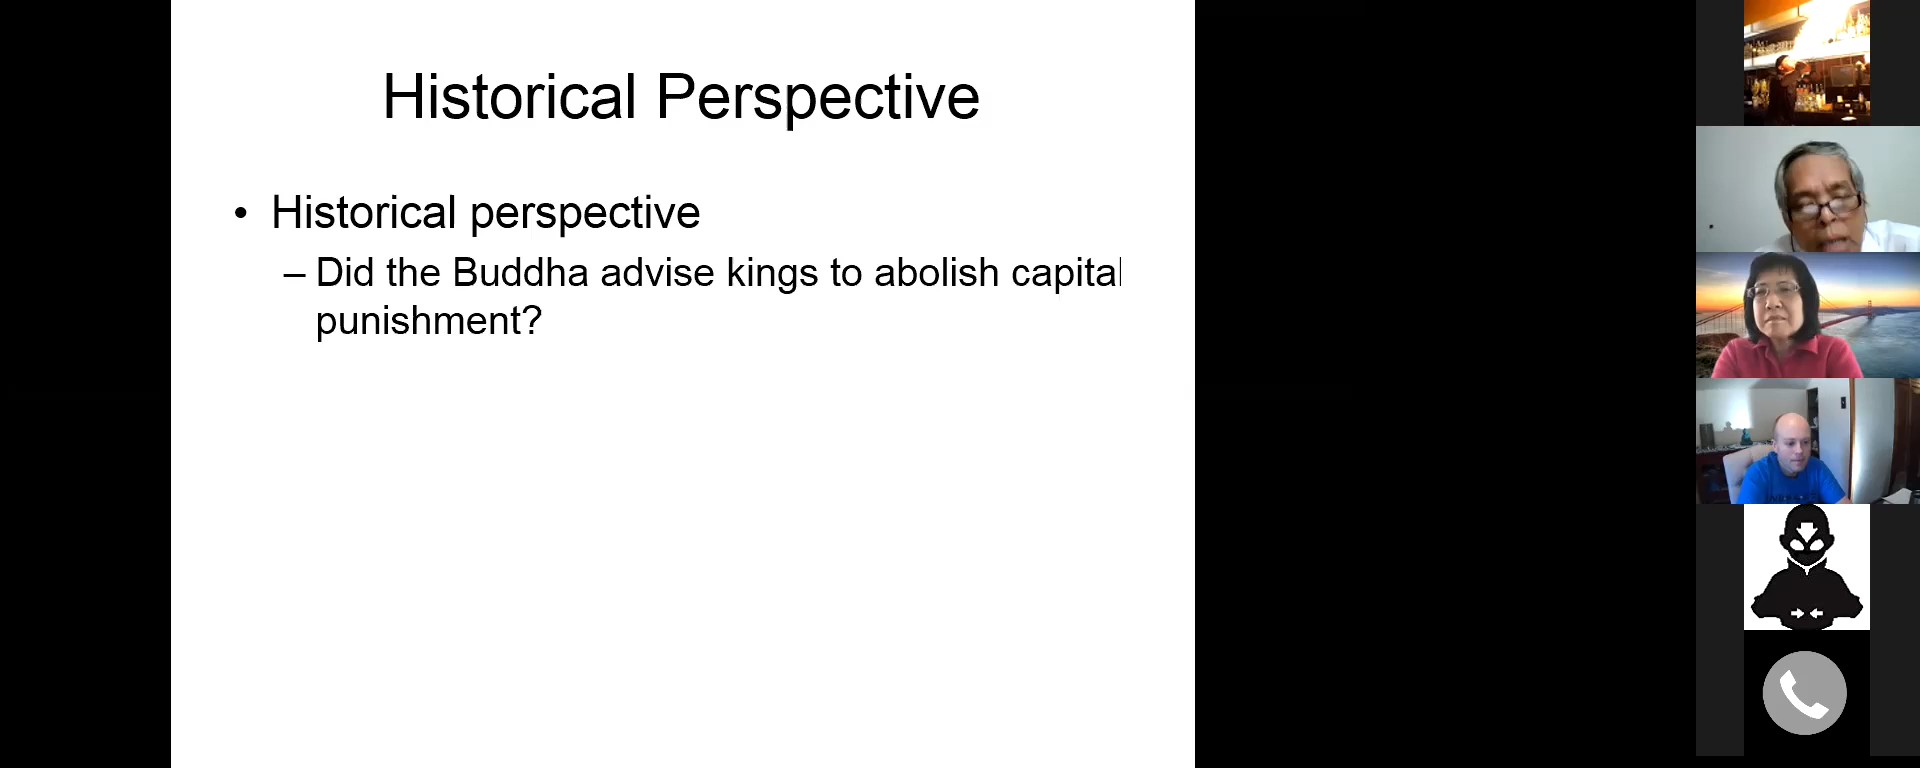 Historical Perspective
• Historical perspective
– Did the Buddha advise kings to abolish capital
punishment?